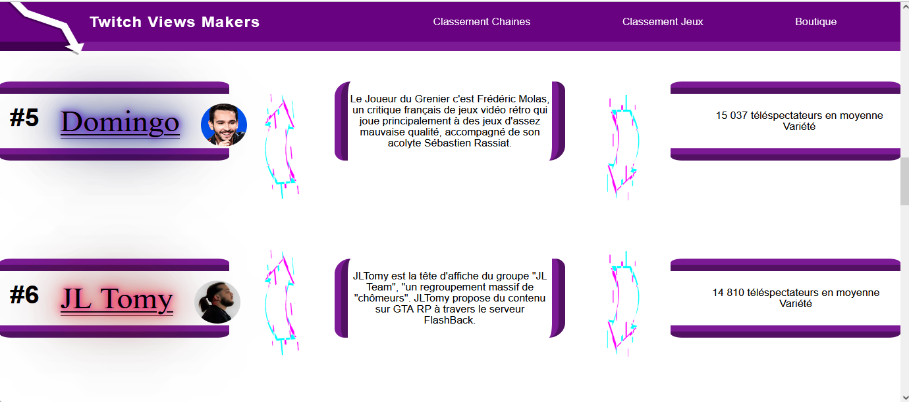 Twitch Views Makers
Classement Chaines
Classement Jeux
Boutique
#5
Domingo
Le Joueur du Grenier c'est Frédéric Molas,
un critique français de jeux vidéo rétro qui
joue principalement à des jeux d'assez
mauvaise qualité, accompagné de son
acolyte Sébastien Rassiat.
15 037 téléspectateurs en moyenne
Variété
#6
JL Tomy
JLTomy est la tête d'affiche du groupe "JL
Team", "un regroupement massif de
"chômeurs". JLTomy propose du contenu
sur GTA RP à travers le serveur
FlashBack.
14 810 téléspectateurs en moyenne
Variété